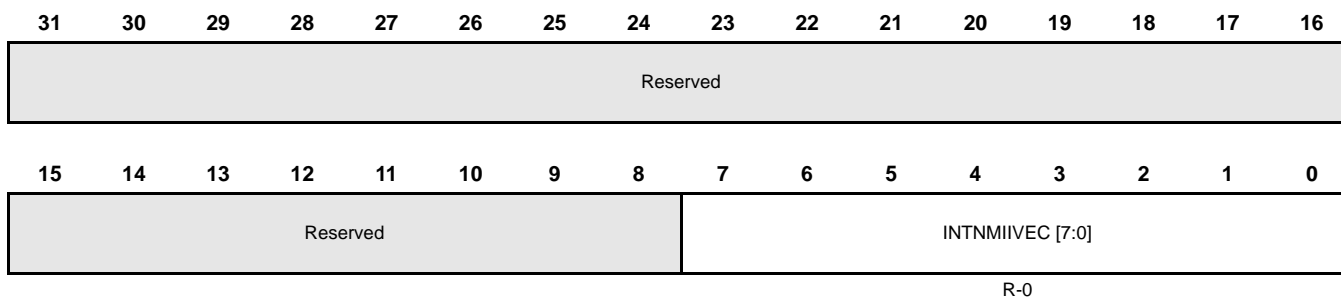 31 30 29 28 27 26 25 24 23 22 21 20 19 18 17 16
Reserved
15 14 13 12 11 10 9 8 7 6 5 4 3 2 1 0
Reserved INTNMIIVEC [7:0]
R-0